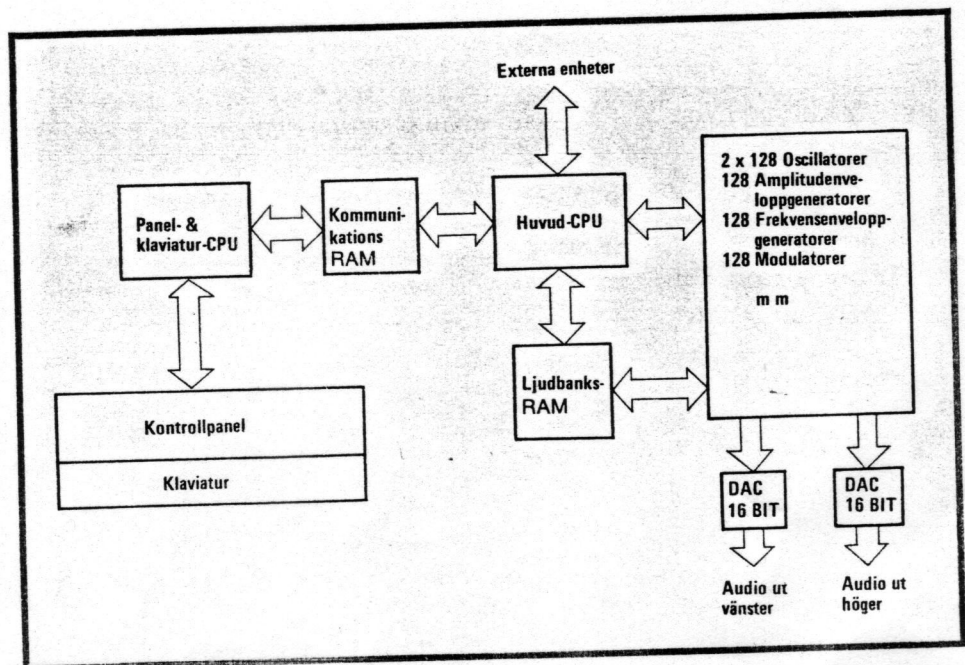 Externa enheter
Panel- &
klaviatur-CPU
Kommuni-
kations
RAM
Huvud-CPU
2 x 128 Oscillatorer
128 Amplitudenve-
loppgeneratorer
128 Frekvensenvelopp-
generatorer
128 Modulatorer
m m
Ljudbanks-
RAM
Kontrollpanel
Klaviatur
DAC
16 BIT
DAC
16 BIT
Audio ut
vänster
Audio ut
höger